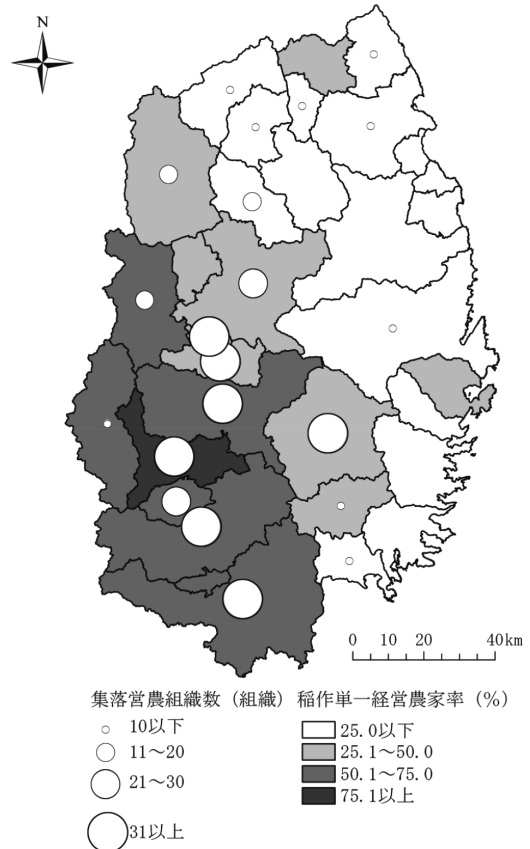 N
0 10 20 40km
集落営農組織数（組織） 稲作単一経営農家率（%）
10以下 25.0以下
11～20 25.1～50.0
21～30 50.1～75.0
75.1以上
31以上